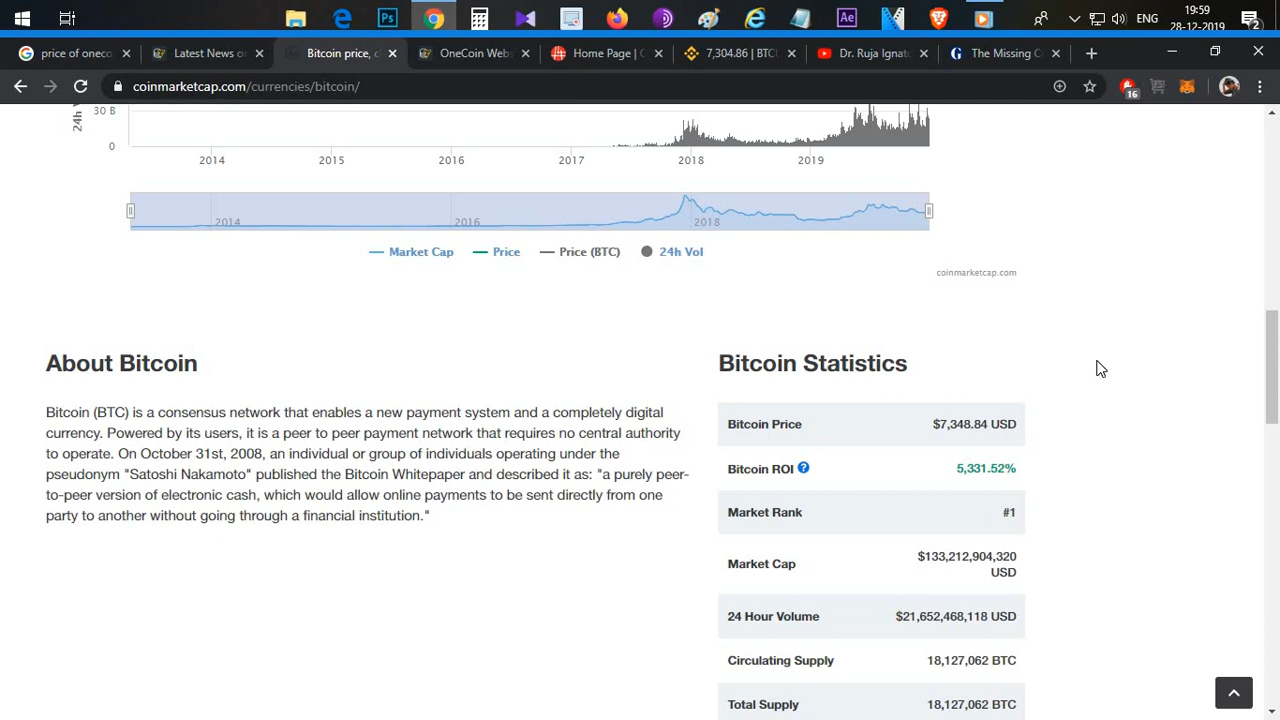 19:59
ENG
28-12-2019
price of oneco
Latest News on
Bitcoin price, c
OneCoin Webs
Home Page | C
7,304.86 | BTCU
Dr. Ruja Ignato
The Missing C
coinmarketcap.com/currencies/bitcoin/
16
24h V
30 B
0
2014 2015 2016 2017 2018 2019
2014 2016 2018
Market Cap Price Price (BTC) 24h Vol
coinmarketcap.com
About Bitcoin
Bitcoin (BTC) is a consensus network that enables a new payment system and a completely digital
currency. Powered by its users, it is a peer to peer payment network that requires no central authority
to operate. On October 31st, 2008, an individual or group of individuals operating under the
pseudonym "Satoshi Nakamoto" published the Bitcoin Whitepaper and described it as: "a purely peer-
to-peer version of electronic cash, which would allow online payments to be sent directly from one
party to another without going through a financial institution."
Bitcoin Statistics
Bitcoin Price $7,348.84 USD
Bitcoin ROI ? 5,331.52%
Market Rank #1
Market Cap $133,212,904,320
USD
24 Hour Volume $21,652,468,118 USD
Circulating Supply 18,127,062 BTC
Total Supply 18,127,062 BTC